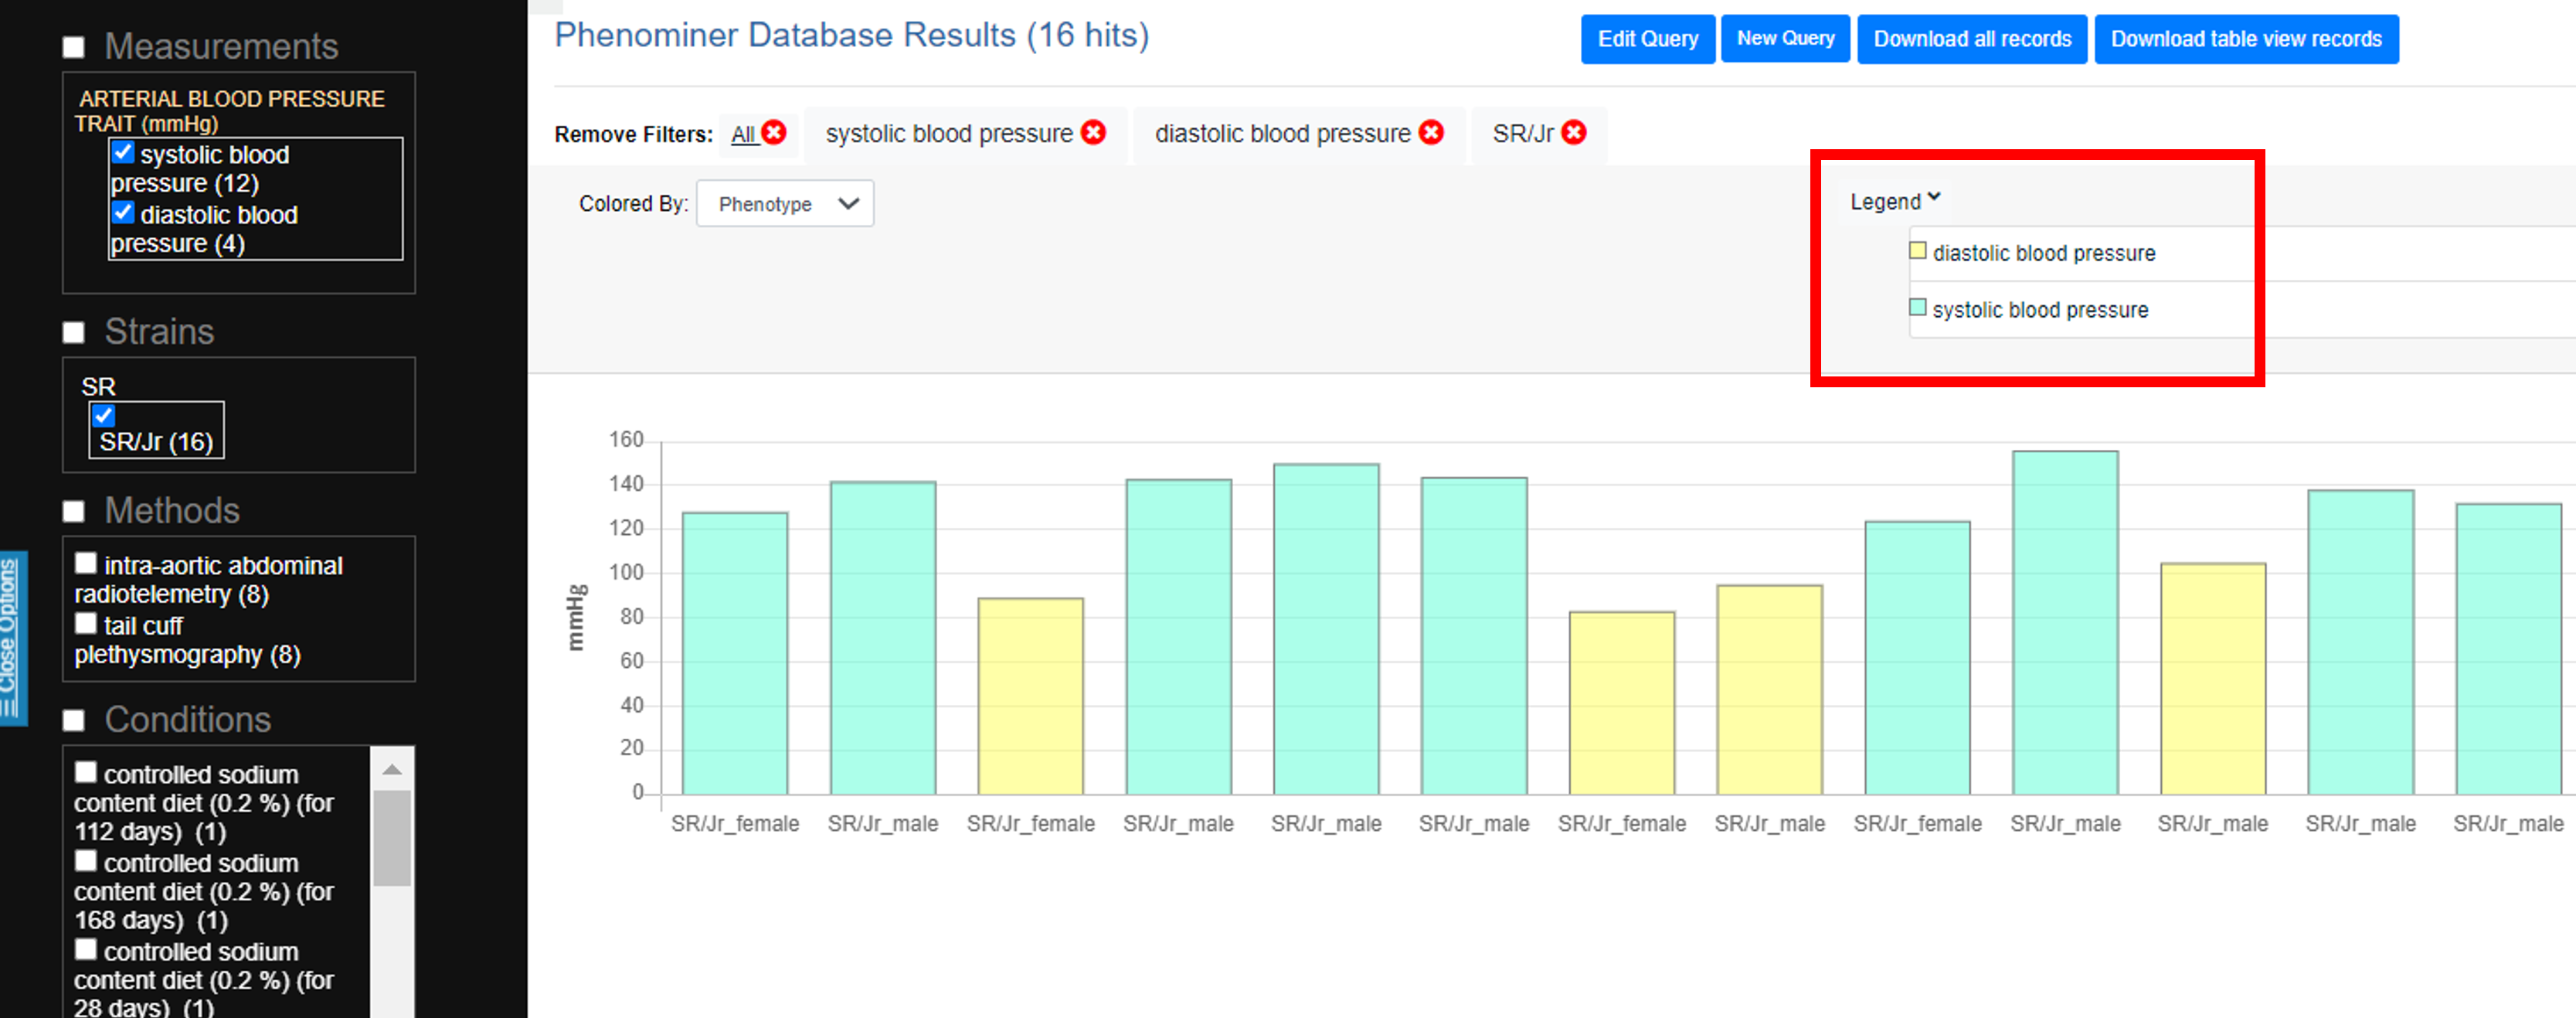 Measurements
ARTERIAL BLOOD PRESSURE
TRAIT (mmHg)
systolic blood
pressure (12)
diastolic blood
pressure (4)
Strains
SR
SR/Jr (16)
Methods
intra-aortic abdominal
radiotelemetry (8)
tail cuff
plethysmography (8)
Conditions
controlled sodium
content diet (0.2 %) (for
112 days) (1)
controlled sodium
content diet (0.2 %) (for
168 days) (1)
controlled sodium
content diet (0.2 %) (for
28 days) (1)
☰ Close Options
Phenominer Database Results (16 hits)
Edit Query New Query Download all records Download table view records
Remove Filters: All systolic blood pressure diastolic blood pressure SR/Jr
Colored By: Phenotype
Legend
diastolic blood pressure
systolic blood pressure
160
140
120
100
80
60
40
20
0
mmHg
SR/Jr_female SR/Jr_male SR/Jr_female SR/Jr_male SR/Jr_male SR/Jr_male SR/Jr_female SR/Jr_male SR/Jr_female SR/Jr_male SR/Jr_male SR/Jr_male SR/Jr_male